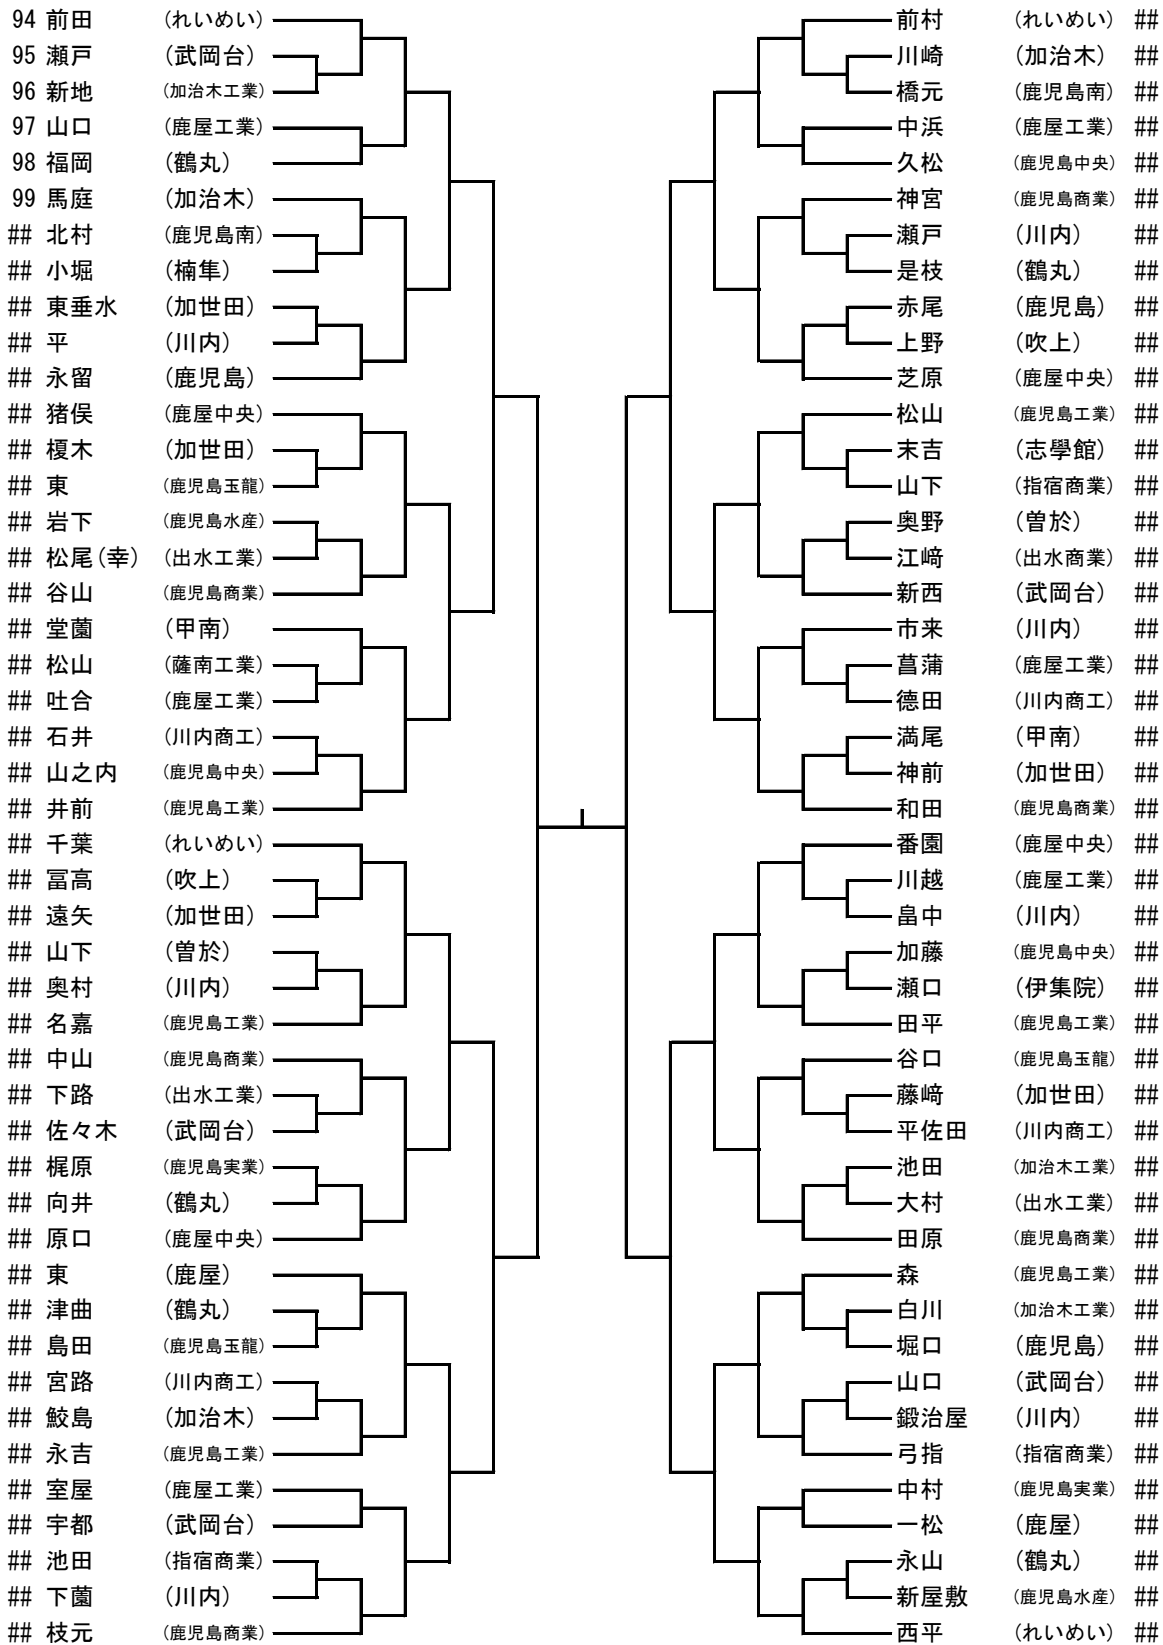 94 前田 (れいめい) 前村 (れいめい) ##
95 瀬戸 (武岡台) 川崎 (加治木) ##
96 新地 (加治木工業) 橋元 (鹿児島南) ##
97 山口 (鹿屋工業) 中浜 (鹿屋工業) ##
98 福岡 (鶴丸) 久松 (鹿児島中央) ##
99 馬庭 (加治木) 神宮 (鹿児島商業) ##
## 北村 (鹿児島南) 瀬戸 (川内) ##
## 小堀 (楠隼) 是枝 (鶴丸) ##
## 東垂水 (加世田) 赤尾 (鹿児島) ##
## 平 (川内) 上野 (吹上) ##
## 永留 (鹿児島) 芝原 (鹿屋中央) ##
## 猪俣 (鹿屋中央) 松山 (鹿児島工業) ##
## 榎木 (加世田) 末吉 (志學館) ##
## 東 (鹿児島玉龍) 山下 (指宿商業) ##
## 岩下 (鹿児島水産) 奥野 (曽於) ##
## 松尾(幸) (出水工業) 江﨑 (出水商業) ##
## 谷山 (鹿児島商業) 新西 (武岡台) ##
## 堂薗 (甲南) 市来 (川内) ##
## 松山 (薩南工業) 菖蒲 (鹿屋工業) ##
## 吐合 (鹿屋工業) 德田 (川内商工) ##
## 石井 (川内商工) 満尾 (甲南) ##
## 山之内 (鹿児島中央) 神前 (加世田) ##
## 井前 (鹿児島工業) 和田 (鹿児島商業) ##
## 千葉 (れいめい) 番園 (鹿屋中央) ##
## 冨高 (吹上) 川越 (鹿屋工業) ##
## 遠矢 (加世田) 畠中 (川内) ##
## 山下 (曽於) 加藤 (鹿児島中央) ##
## 奥村 (川内) 瀬口 (伊集院) ##
## 名嘉 (鹿児島工業) 田平 (鹿児島工業) ##
## 中山 (鹿児島商業) 谷口 (鹿児島玉龍) ##
## 下路 (出水工業) 藤﨑 (加世田) ##
## 佐々木 (武岡台) 平佐田 (川内商工) ##
## 梶原 (鹿児島実業) 池田 (加治木工業) ##
## 向井 (鶴丸) 大村 (出水工業) ##
## 原口 (鹿屋中央) 田原 (鹿児島商業) ##
## 東 (鹿屋) 森 (鹿児島工業) ##
## 津曲 (鶴丸) 白川 (加治木工業) ##
## 島田 (鹿児島玉龍) 堀口 (鹿児島) ##
## 宮路 (川内商工) 山口 (武岡台) ##
## 鮫島 (加治木) 鍛治屋 (川内) ##
## 永吉 (鹿児島工業) 弓指 (指宿商業) ##
## 室屋 (鹿屋工業) 中村 (鹿児島実業) ##
## 宇都 (武岡台) 一松 (鹿屋) ##
## 池田 (指宿商業) 永山 (鶴丸) ##
## 下薗 (川内) 新屋敷 (鹿児島水産) ##
## 枝元 (鹿児島商業) 西平 (れいめい) ##